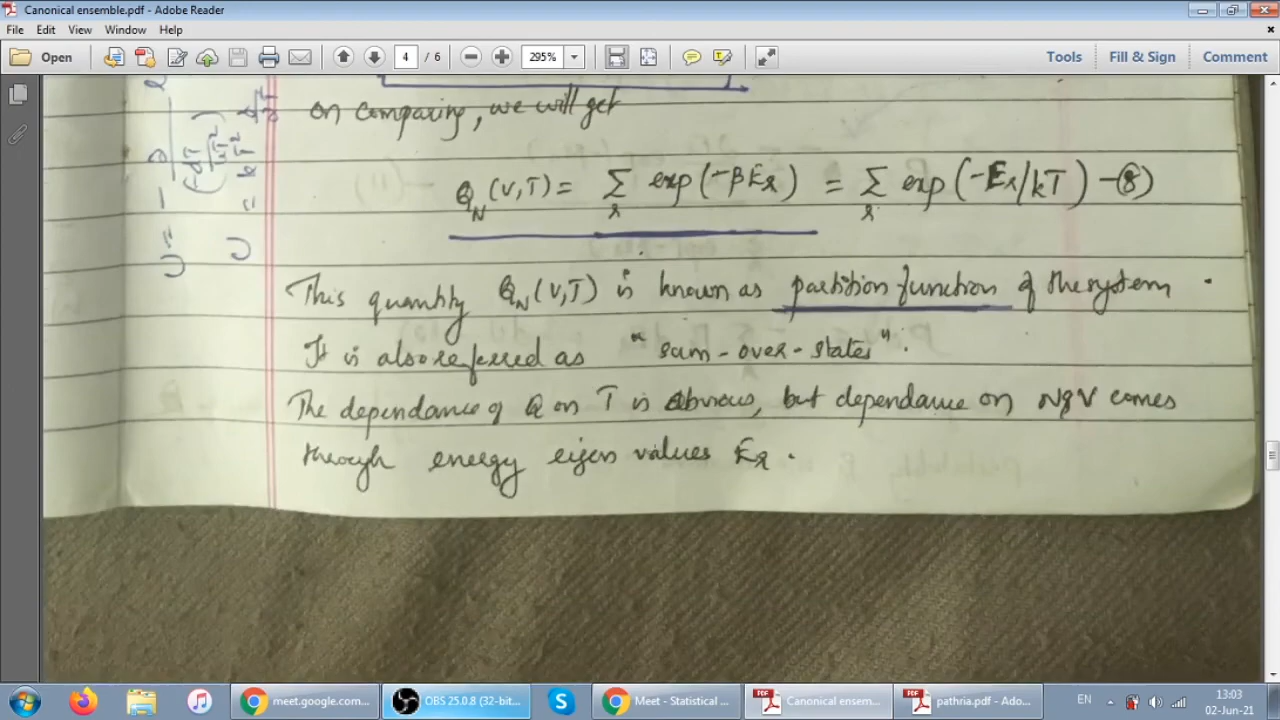 Canonical ensemble.pdf - Adobe Reader
File Edit View Window Help
Open 4 / 6 295% Tools Fill & Sign Comment
on comparing, we will get
Q_N (V,T) = Σ_r exp(-βE_r) = Σ_r exp(-E_r/kT) -(8)
This quantity Q_N(V,T) is known as partition function of the system.
It is also referred as "sum-over-states".
The dependance of Q on T is obvious, but dependance on N & V comes
through energy eigen values E_r.
meet.google.com... OBS 25.0.8 (32-bit... Meet - Statistical ... Canonical ensem... pathria.pdf - Ado... EN 13:03
02-Jun-21